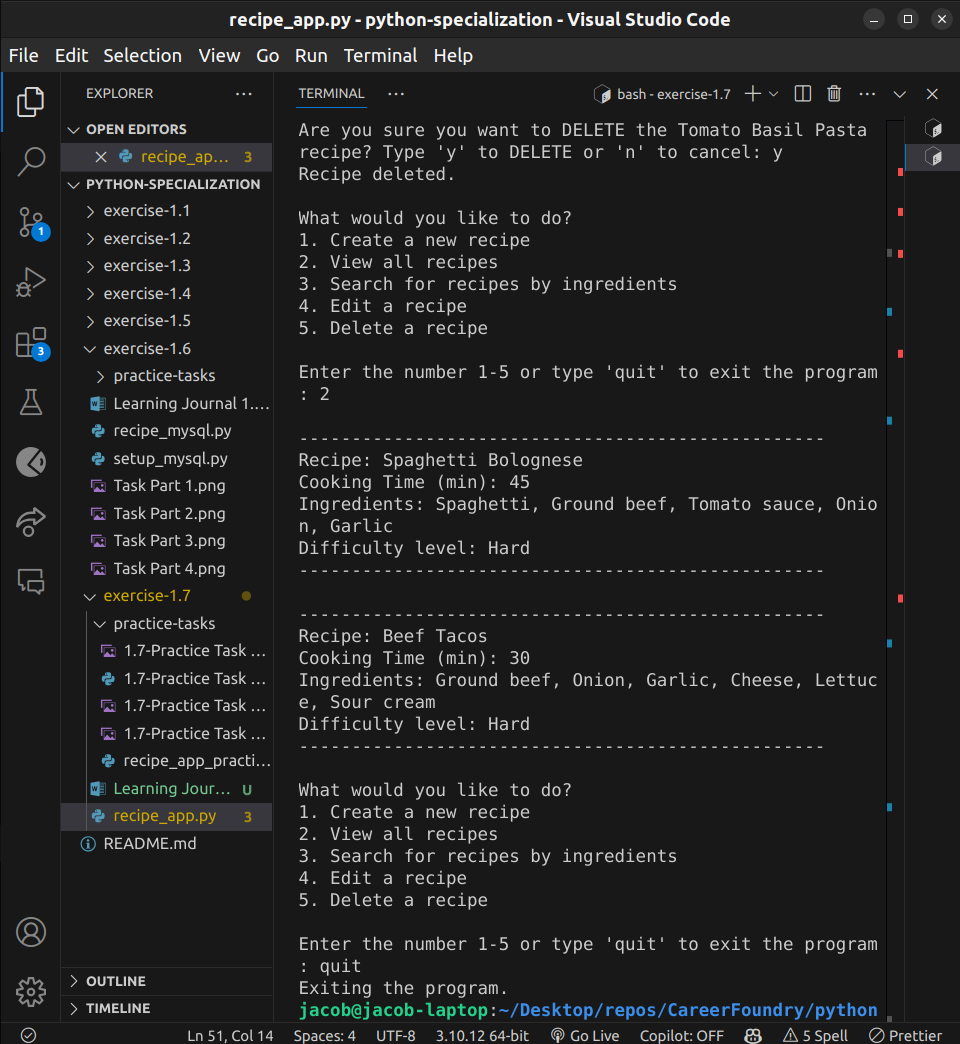 recipe_app.py - python-specialization - Visual Studio Code
File Edit Selection View Go Run Terminal Help
EXPLORER
OPEN EDITORS
recipe_ap... 3
PYTHON-SPECIALIZATION
exercise-1.1
exercise-1.2
exercise-1.3
exercise-1.4
exercise-1.5
exercise-1.6
practice-tasks
Learning Journal 1....
recipe_mysql.py
setup_mysql.py
Task Part 1.png
Task Part 2.png
Task Part 3.png
Task Part 4.png
exercise-1.7
practice-tasks
1.7-Practice Task ...
1.7-Practice Task ...
1.7-Practice Task ...
1.7-Practice Task ...
recipe_app_practi...
Learning Jour... U
recipe_app.py 3
README.md
OUTLINE
TIMELINE
1
3
TERMINAL
bash - exercise-1.7
Are you sure you want to DELETE the Tomato Basil Pasta
recipe? Type 'y' to DELETE or 'n' to cancel: y
Recipe deleted.
What would you like to do?
1. Create a new recipe
2. View all recipes
3. Search for recipes by ingredients
4. Edit a recipe
5. Delete a recipe
Enter the number 1-5 or type 'quit' to exit the program
: 2
--------------------------------------------------
Recipe: Spaghetti Bolognese
Cooking Time (min): 45
Ingredients: Spaghetti, Ground beef, Tomato sauce, Onio
n, Garlic
Difficulty level: Hard
--------------------------------------------------
--------------------------------------------------
Recipe: Beef Tacos
Cooking Time (min): 30
Ingredients: Ground beef, Onion, Garlic, Cheese, Lettuc
e, Sour cream
Difficulty level: Hard
--------------------------------------------------
What would you like to do?
1. Create a new recipe
2. View all recipes
3. Search for recipes by ingredients
4. Edit a recipe
5. Delete a recipe
Enter the number 1-5 or type 'quit' to exit the program
: quit
Exiting the program.
jacob@jacob-laptop:~/Desktop/repos/CareerFoundry/python
Ln 51, Col 14 Spaces: 4 UTF-8 3.10.12 64-bit Go Live Copilot: OFF 5 Spell Prettier